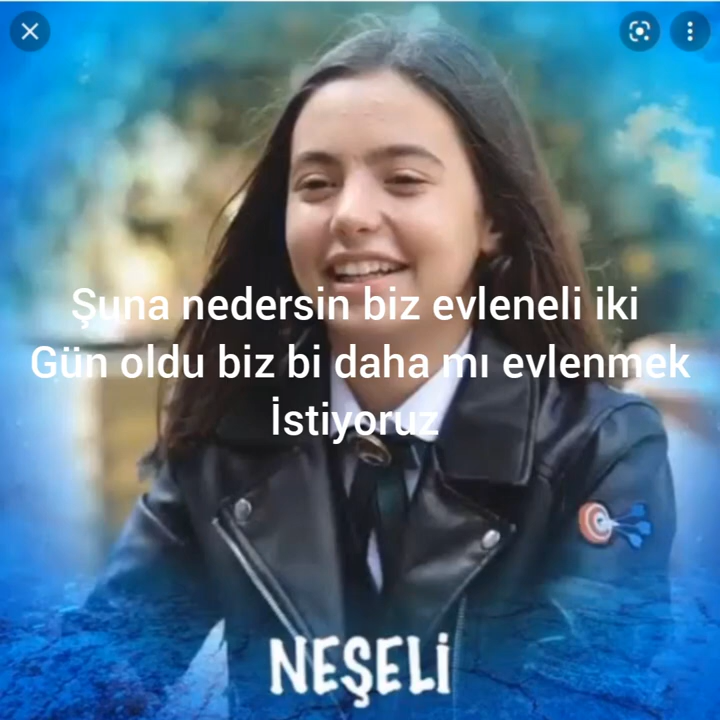 Şuna nedersin biz evleneli iki
Gün oldu biz bi daha mı evlenmek
İstiyoruz
NEŞELİ